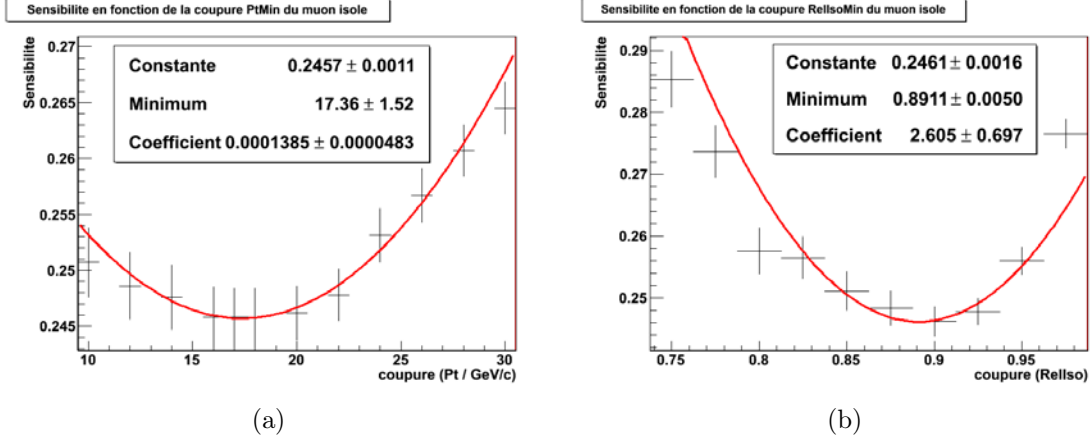 Sensibilite en fonction de la coupure PtMin du muon isole
Sensibilite
0.27
0.265
0.26
0.255
0.25
0.245
Constante 0.2457 ± 0.0011
Minimum 17.36 ± 1.52
Coefficient 0.0001385 ± 0.0000483
10 15 20 25 30
coupure (Pt / GeV/c)
(a)
Sensibilite en fonction de la coupure RelIsoMin du muon isole
Sensibilite
0.29
0.28
0.27
0.26
0.25
Constante 0.2461 ± 0.0016
Minimum 0.8911 ± 0.0050
Coefficient 2.605 ± 0.697
0.75 0.8 0.85 0.9 0.95
coupure (RelIso)
(b)